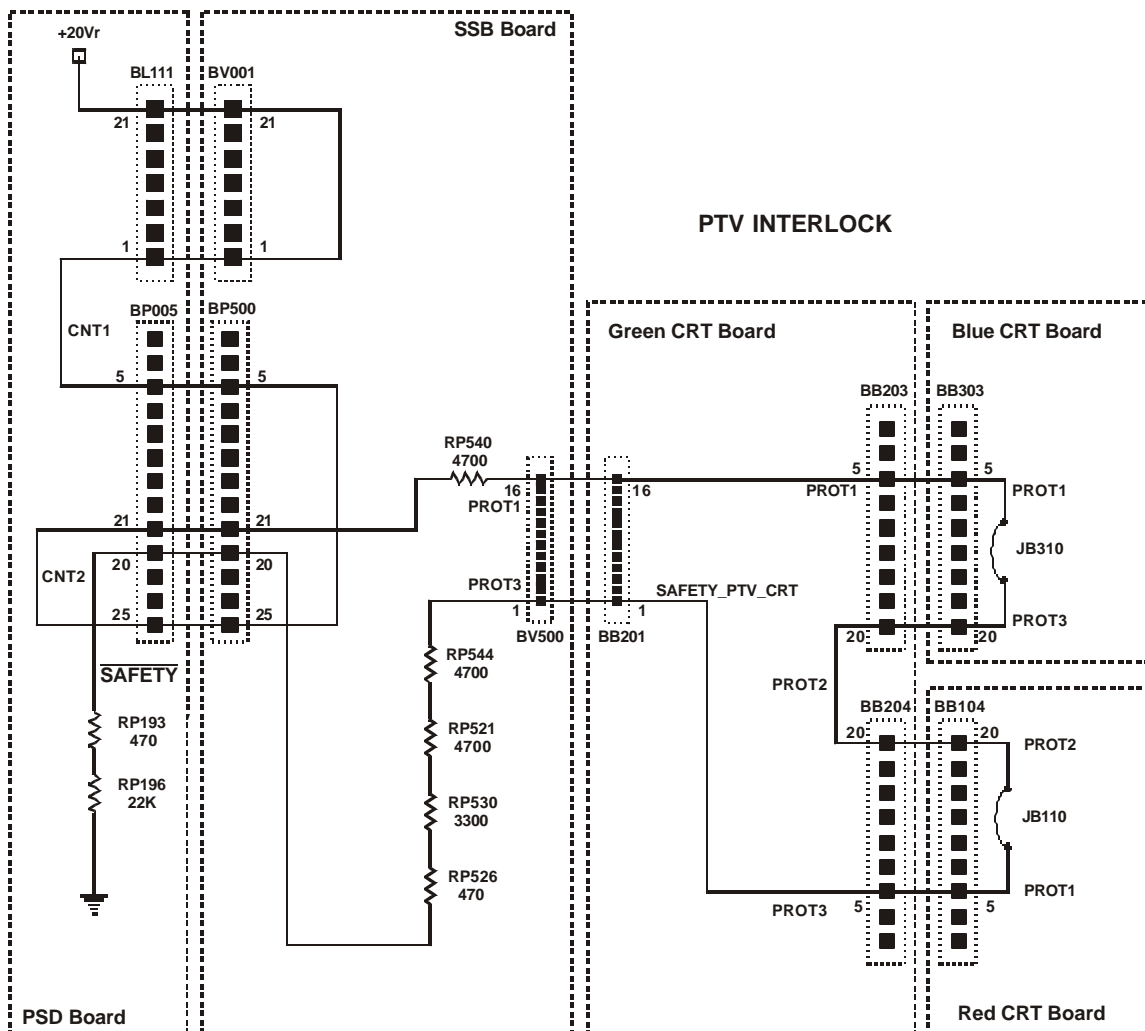 +20Vr
SSB Board
BL111
BV001
21
21
1
1
PTV INTERLOCK
BP005
BP500
CNT1
5
5
Green CRT Board
Blue CRT Board
BB203
BB303
RP540
4700
16
PROT1
16
5
PROT1
5
PROT1
JB310
21
21
20
20
CNT2
25
25
PROT3
1
BV500
SAFETY_PTV_CRT
1
BB201
PROT3
20
20
SAFETY
RP544
4700
PROT2
BB204
BB104
RP193
470
RP521
4700
20
20
PROT2
RP196
22K
RP530
3300
JB110
RP526
470
PROT1
PROT3
5
5
PSD Board
Red CRT Board